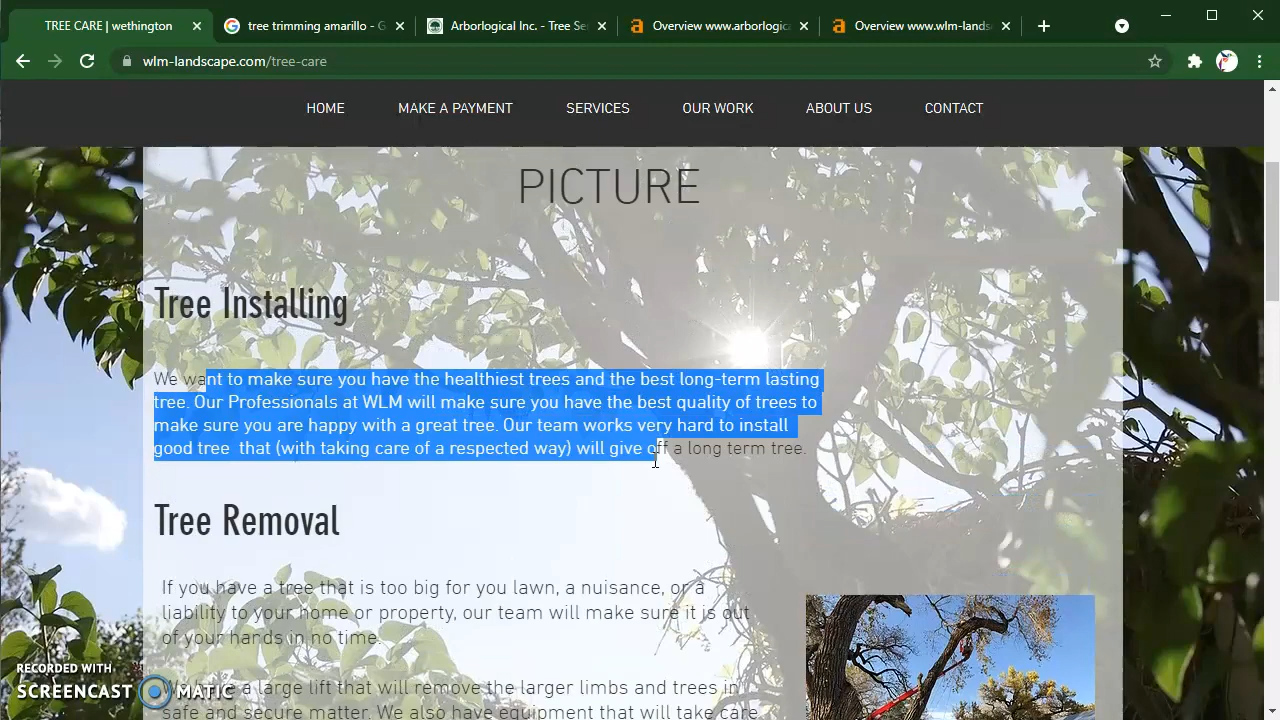 TREE CARE | wethington
tree trimming amarillo - G
Arborlogical Inc. - Tree Se
Overview www.arborlogic
Overview www.wlm-lands
wlm-landscape.com/tree-care
HOME MAKE A PAYMENT SERVICES OUR WORK ABOUT US CONTACT
PICTURE
Tree Installing
We want to make sure you have the healthiest trees and the best long-term lasting
tree. Our Professionals at WLM will make sure you have the best quality of trees to
make sure you are happy with a great tree. Our team works very hard to install
good tree that (with taking care of a respected way) will give off a long term tree.
Tree Removal
If you have a tree that is too big for you lawn, a nuisance, or a
liability to your home or property, our team will make sure it is out
of your hands in no time.
a large lift that will remove the larger limbs and trees in
safe and secure matter. We also have equipment that will take care
RECORDED WITH
SCREENCAST MATIC